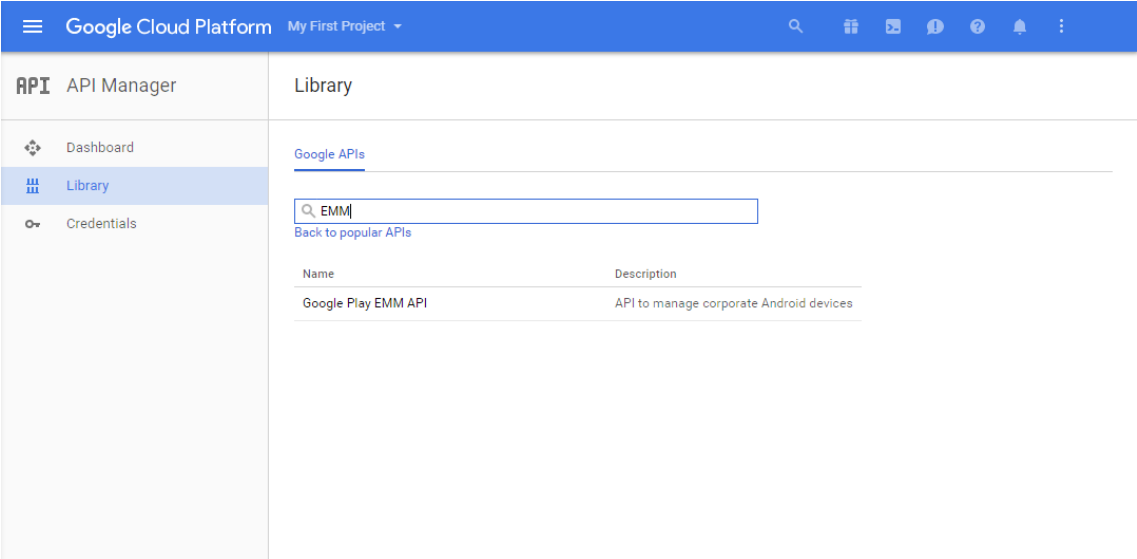 Google Cloud Platform My First Project
API API Manager
Library
Dashboard
Library
Credentials
Google APIs
EMM
Back to popular APIs
Name Description
Google Play EMM API API to manage corporate Android devices